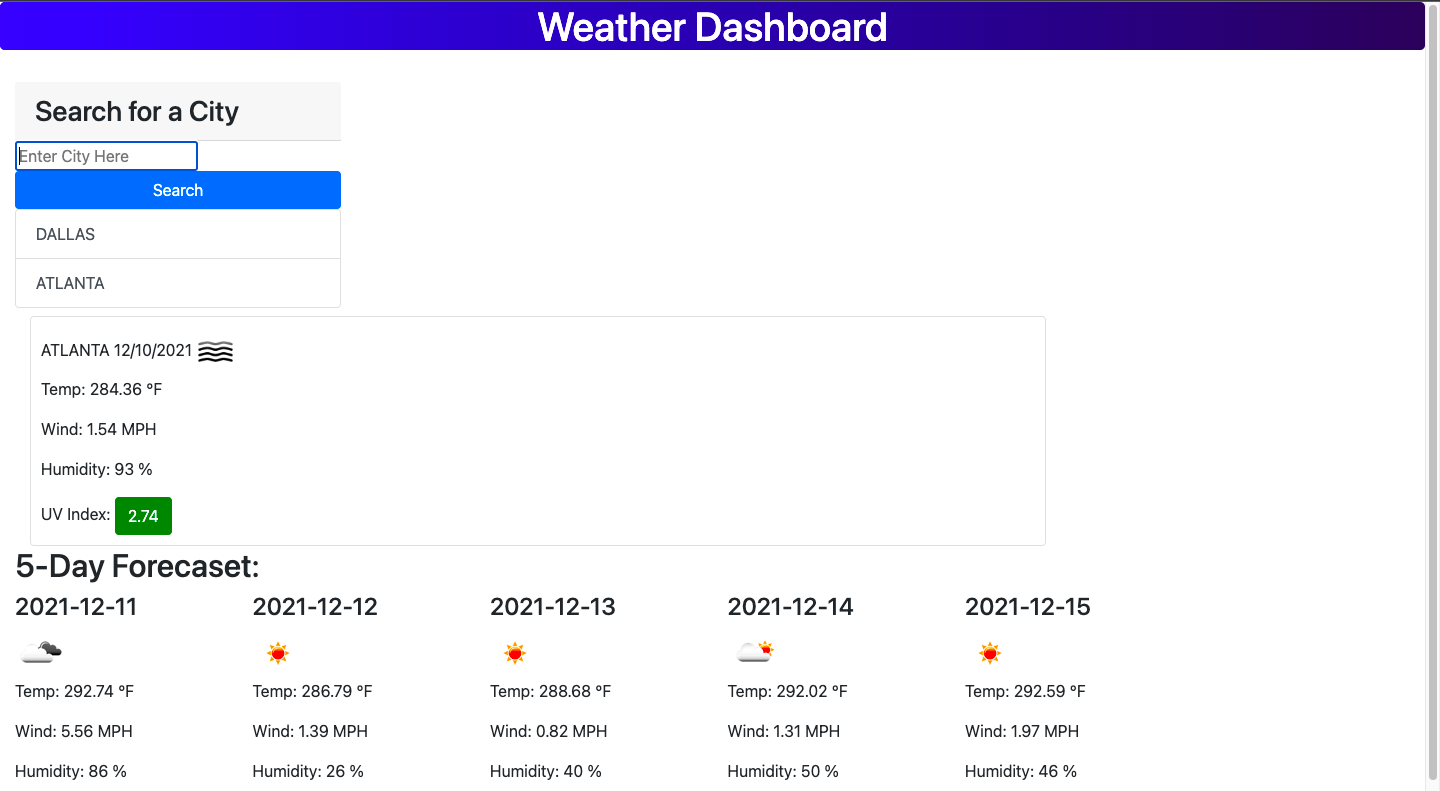 Weather Dashboard
Search for a City
Enter City Here
Search
DALLAS
ATLANTA
ATLANTA 12/10/2021
Temp: 284.36 °F
Wind: 1.54 MPH
Humidity: 93 %
UV Index: 2.74
5-Day Forecaset:
2021-12-11 2021-12-12 2021-12-13 2021-12-14 2021-12-15
Temp: 292.74 °F Temp: 286.79 °F Temp: 288.68 °F Temp: 292.02 °F Temp: 292.59 °F
Wind: 5.56 MPH Wind: 1.39 MPH Wind: 0.82 MPH Wind: 1.31 MPH Wind: 1.97 MPH
Humidity: 86 % Humidity: 26 % Humidity: 40 % Humidity: 50 % Humidity: 46 %